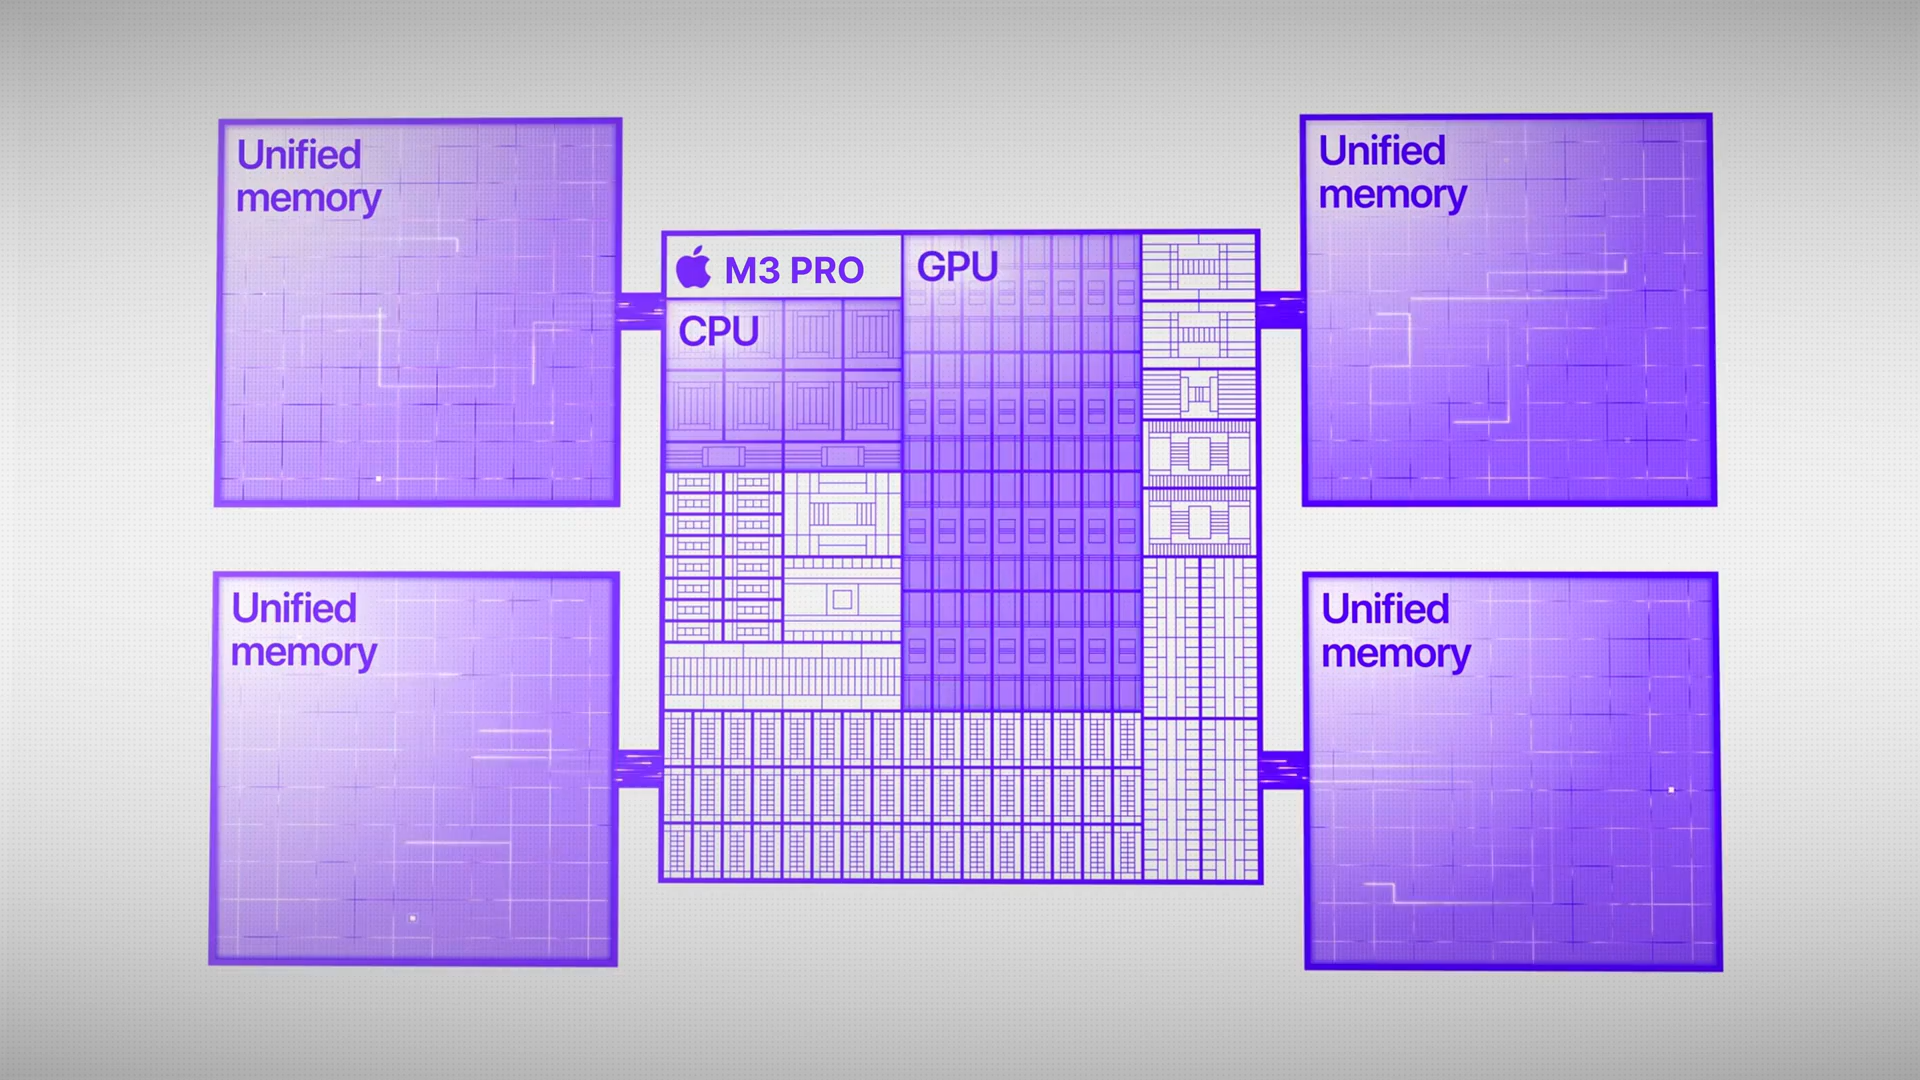 Unified
memory
Unified
memory
M3 PRO
GPU
CPU
Unified
memory
Unified
memory